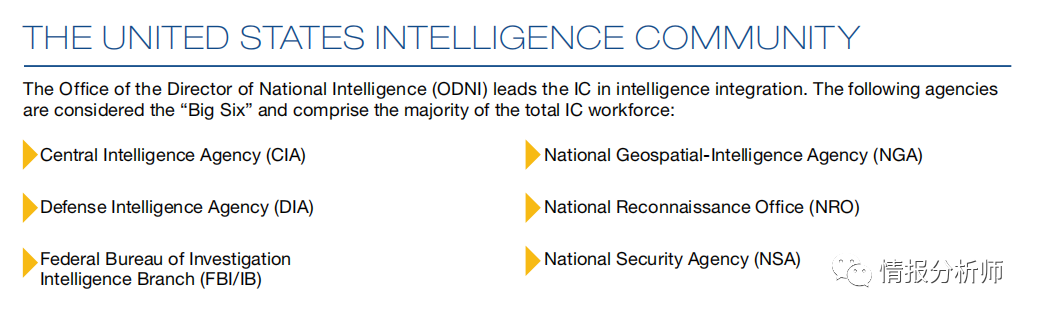 THE UNITED STATES INTELLIGENCE COMMUNITY
The Office of the Director of National Intelligence (ODNI) leads the IC in intelligence integration. The following agencies
are considered the “Big Six” and comprise the majority of the total IC workforce:
Central Intelligence Agency (CIA)
Defense Intelligence Agency (DIA)
Federal Bureau of Investigation
Intelligence Branch (FBI/IB)
National Geospatial-Intelligence Agency (NGA)
National Reconnaissance Office (NRO)
National Security Agency (NSA)
情报分析师